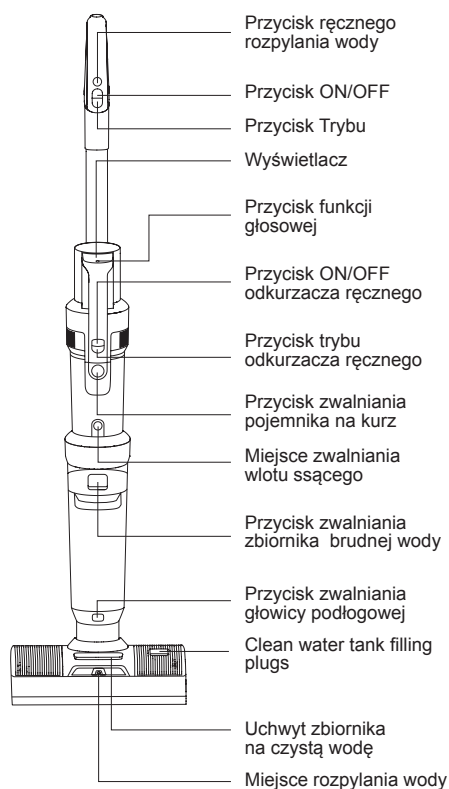 Przycisk ręcznego
rozpylania wody
Przycisk ON/OFF
Przycisk Trybu
Wyświetlacz
Przycisk funkcji
głosowej
Przycisk ON/OFF
odkurzacza ręcznego
Przycisk trybu
odkurzacza ręcznego
Przycisk zwalniania
pojemnika na kurz
Miejsce zwalniania
wlotu ssącego
Przycisk zwalniania
zbiornika brudnej wody
Przycisk zwalniania
głowicy podłogowej
Clean water tank filling
plugs
Uchwyt zbiornika
na czystą wodę
Miejsce rozpylania wody